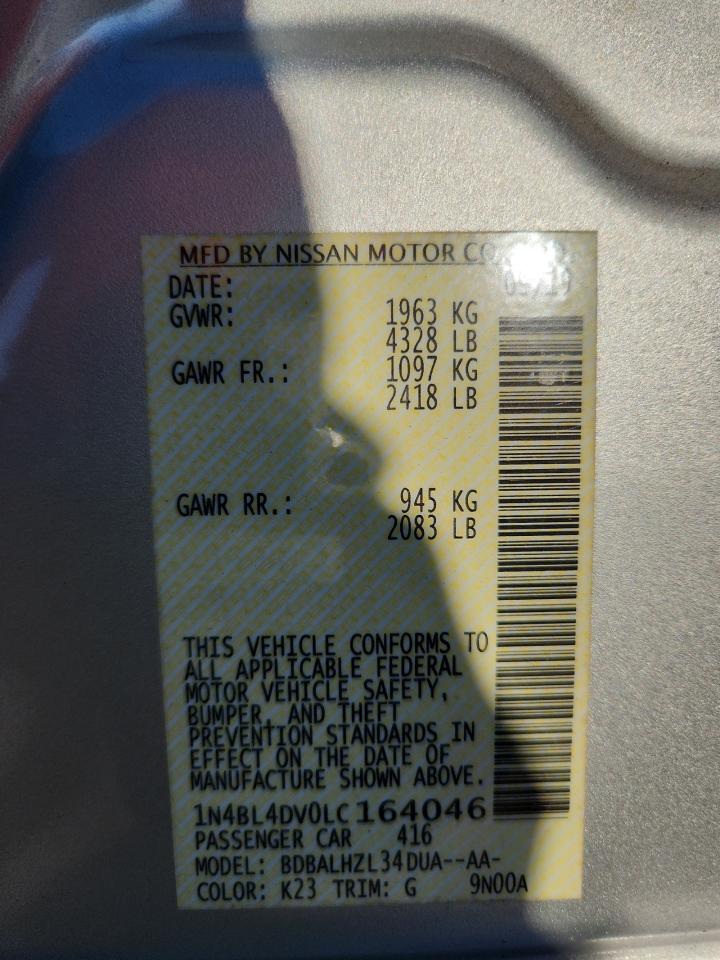 MFD BY NISSAN MOTOR CO
DATE:
GVWR: 1963 KG
4328 LB
GAWR FR.: 1097 KG
2418 LB
GAWR RR.: 945 KG
2083 LB
THIS VEHICLE CONFORMS TO
ALL APPLICABLE FEDERAL
MOTOR VEHICLE SAFETY,
BUMPER, AND THEFT
PREVENTION STANDARDS IN
EFFECT ON THE DATE OF
MANUFACTURE SHOWN ABOVE.
1N4BL4DV0LC164046
PASSENGER CAR 416
MODEL: BDBALHZL34DUA--AA-
COLOR: K23 TRIM: G 9N00A